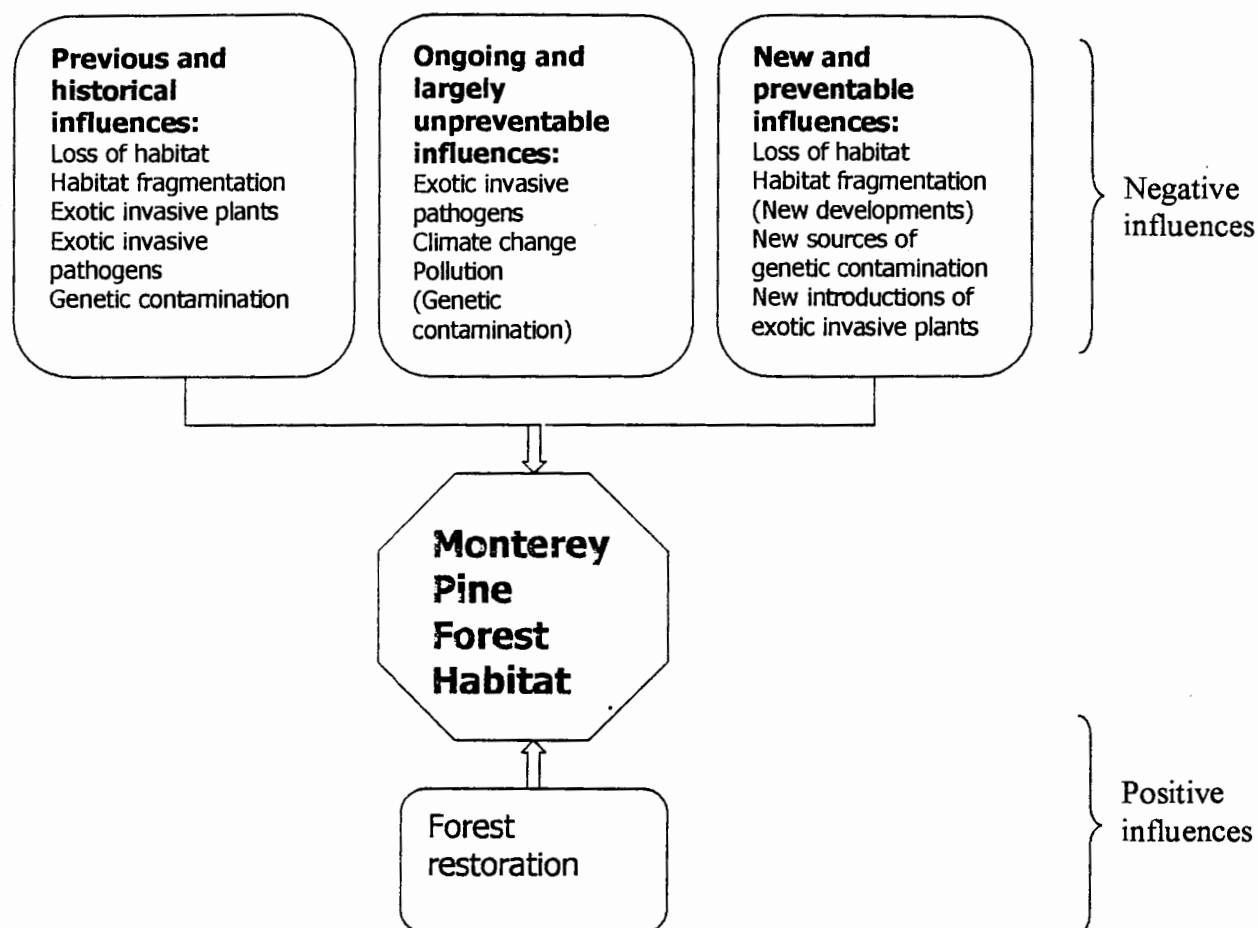 Previous and
historical
influences:
Loss of habitat
Habitat fragmentation
Exotic invasive plants
Exotic invasive
pathogens
Genetic contamination
Ongoing and
largely
unpreventable
influences:
Exotic invasive
pathogens
Climate change
Pollution
(Genetic
contamination)
New and
preventable
influences:
Loss of habitat
Habitat fragmentation
(New developments)
New sources of
genetic contamination
New introductions of
exotic invasive plants
Negative
influences
Monterey
Pine
Forest
Habitat
Forest
restoration
Positive
influences